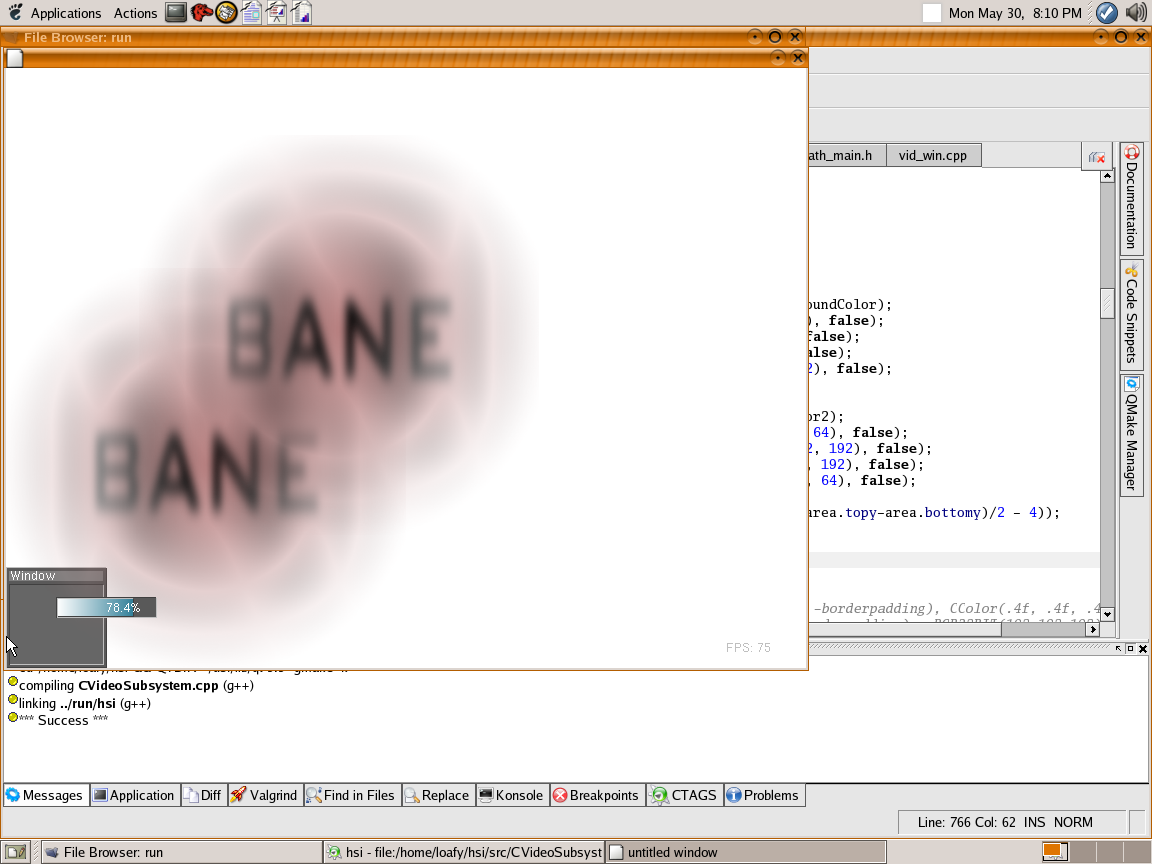 Applications Actions Mon May 30, 8:10 PM
File Browser: run
ath_main.h vid_win.cpp
Documentation
Code Snippets
QMake Manager
undColor);
), false);
false);
alse);
2), false);
or2);
64), false);
2, 192), false);
, 192), false);
, 64), false);
area.topy-area.bottomy)/2 - 4));
-borderpadding), CColor(.4f, .4f, .4
BANE
BANE
Window
78.4%
FPS: 75
compiling CVideoSubsystem.cpp (g++)
linking ../run/hsi (g++)
*** Success ***
Messages Application Diff Valgrind Find in Files Replace Konsole Breakpoints CTAGS Problems
Line: 766 Col: 62 INS NORM
File Browser: run hsi - file:/home/loafy/hsi/src/CVideoSubsyst untitled window